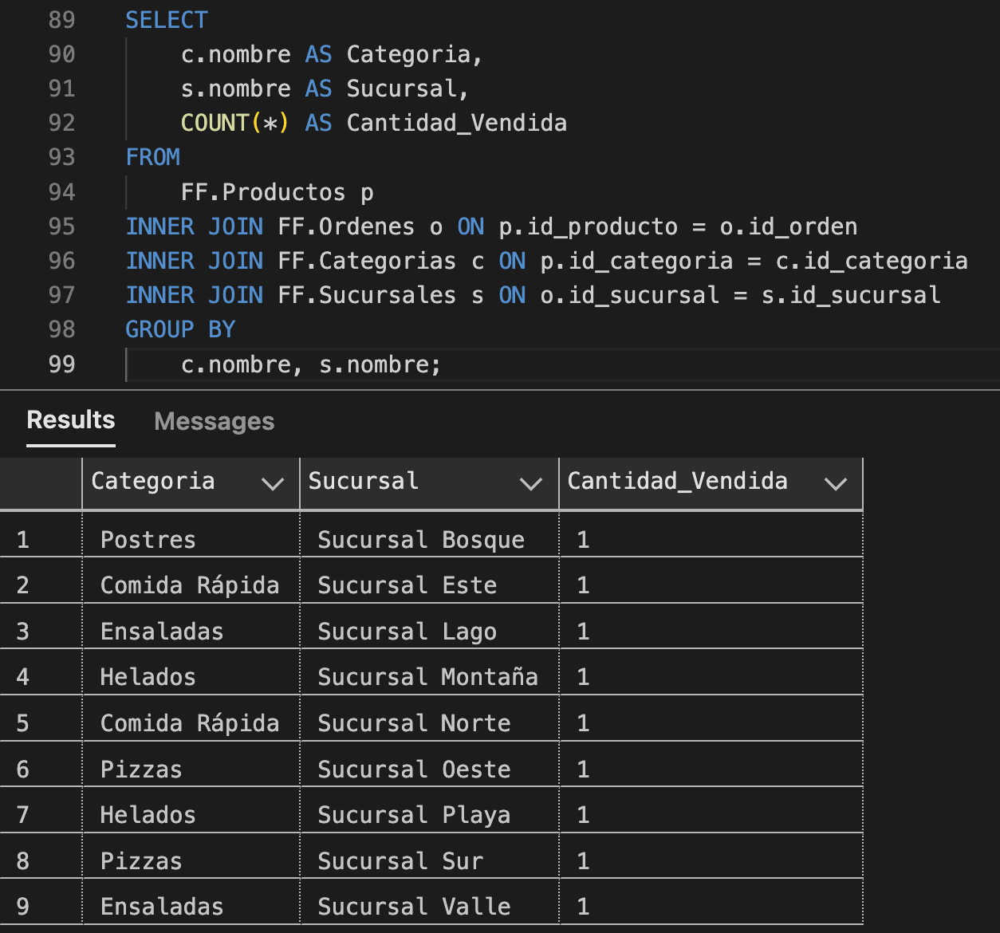 89 SELECT
90 c.nombre AS Categoria,
91 s.nombre AS Sucursal,
92 COUNT(*) AS Cantidad_Vendida
93 FROM
94 FF.Productos p
95 INNER JOIN FF.Ordenes o ON p.id_producto = o.id_orden
96 INNER JOIN FF.Categorias c ON p.id_categoria = c.id_categoria
97 INNER JOIN FF.Sucursales s ON o.id_sucursal = s.id_sucursal
98 GROUP BY
99 c.nombre, s.nombre;
Results Messages
Categoria Sucursal Cantidad_Vendida
1 Postres Sucursal Bosque 1
2 Comida Rápida Sucursal Este 1
3 Ensaladas Sucursal Lago 1
4 Helados Sucursal Montaña 1
5 Comida Rápida Sucursal Norte 1
6 Pizzas Sucursal Oeste 1
7 Helados Sucursal Playa 1
8 Pizzas Sucursal Sur 1
9 Ensaladas Sucursal Valle 1